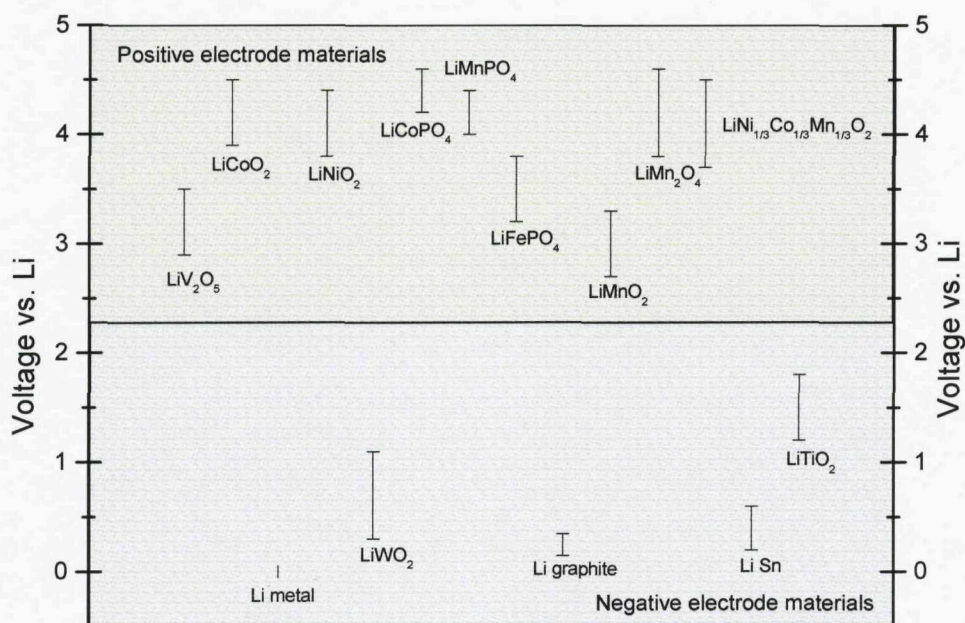 5
5
Positive electrode materials
LiMnPO₄
4
4
LiCoPO₄
LiNi₁/₃Co₁/₃Mn₁/₃O₂
LiCoO₂
LiNiO₂
LiMn₂O₄
3
3
LiFePO₄
LiV₂O₅
LiMnO₂
Voltage vs. Li
Voltage vs. Li
2
2
1
1
LiTiO₂
LiWO₂
Li graphite
Li Sn
0
0
Li metal
Negative electrode materials